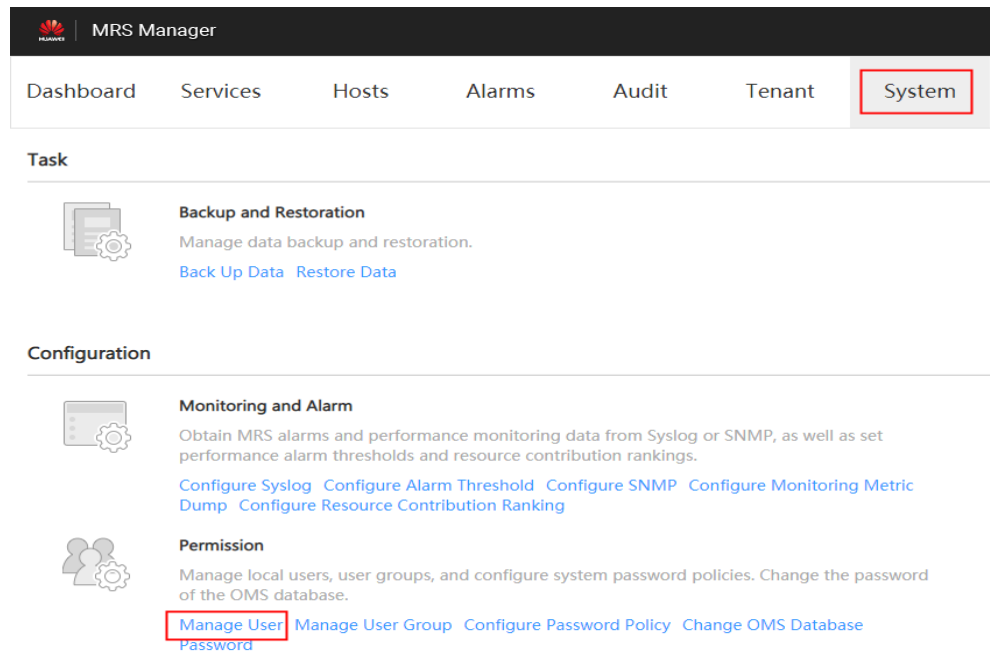 HUAWEI
MRS Manager
Dashboard Services Hosts Alarms Audit Tenant System
Task
Backup and Restoration
Manage data backup and restoration.
Back Up Data Restore Data
Configuration
Monitoring and Alarm
Obtain MRS alarms and performance monitoring data from Syslog or SNMP, as well as set
performance alarm thresholds and resource contribution rankings.
Configure Syslog Configure Alarm Threshold Configure SNMP Configure Monitoring Metric
Dump Configure Resource Contribution Ranking
Permission
Manage local users, user groups, and configure system password policies. Change the password
of the OMS database.
Manage User Manage User Group Configure Password Policy Change OMS Database
Password